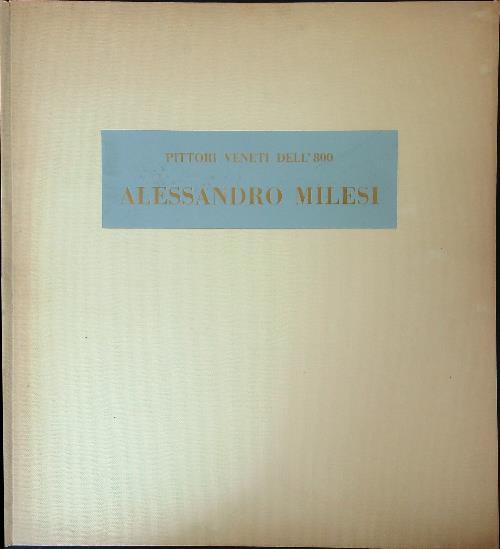 PITTORI VENETI DELL'800
ALESSANDRO MILESI